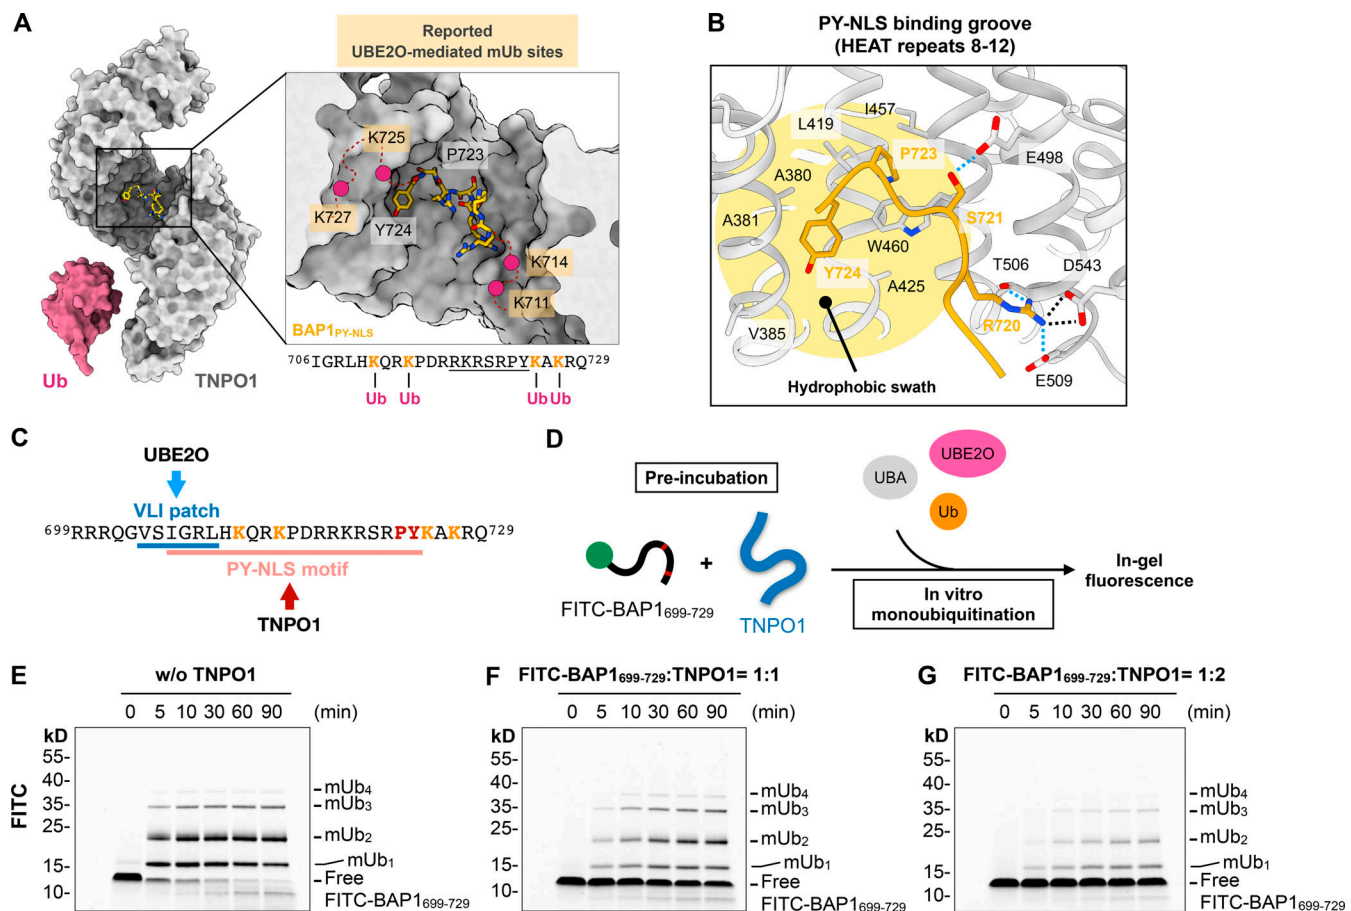 A
Reported
UBE2O-mediated mUb sites
K725
P723
K727
Y724
K714
K711
BAP1PY-NLS
Ub
TNPO1
706IGRLHKQRKPDRRKRSRPYKAKRQ729
Ub Ub Ub Ub
B
PY-NLS binding groove
(HEAT repeats 8-12)
I457
L419
P723
E498
A380
S721
A381
W460
Y724
T506
D543
A425
R720
V385
E509
Hydrophobic swath
C
UBE2O
VLI patch
699RRRQGVSIGRLHKQRKPDRRKRSRPYKAKRQ729
PY-NLS motif
TNPO1
D
Pre-incubation
UBE2O
UBA
Ub
+
FITC-BAP1699-729
TNPO1
In vitro
monoubiquitination
In-gel
fluorescence
E
w/o TNPO1
0 5 10 30 60 90 (min)
kD
55-
40-
35-
25-
15-
10-
FITC
mUb4
mUb3
mUb2
mUb1
Free
FITC-BAP1699-729
F
FITC-BAP1699-729:TNPO1= 1:1
0 5 10 30 60 90 (min)
kD
55-
40-
35-
25-
15-
10-
mUb4
mUb3
mUb2
mUb1
Free
FITC-BAP1699-729
G
FITC-BAP1699-729:TNPO1= 1:2
0 5 10 30 60 90 (min)
kD
55-
40-
35-
25-
15-
10-
mUb4
mUb3
mUb2
mUb1
Free
FITC-BAP1699-729